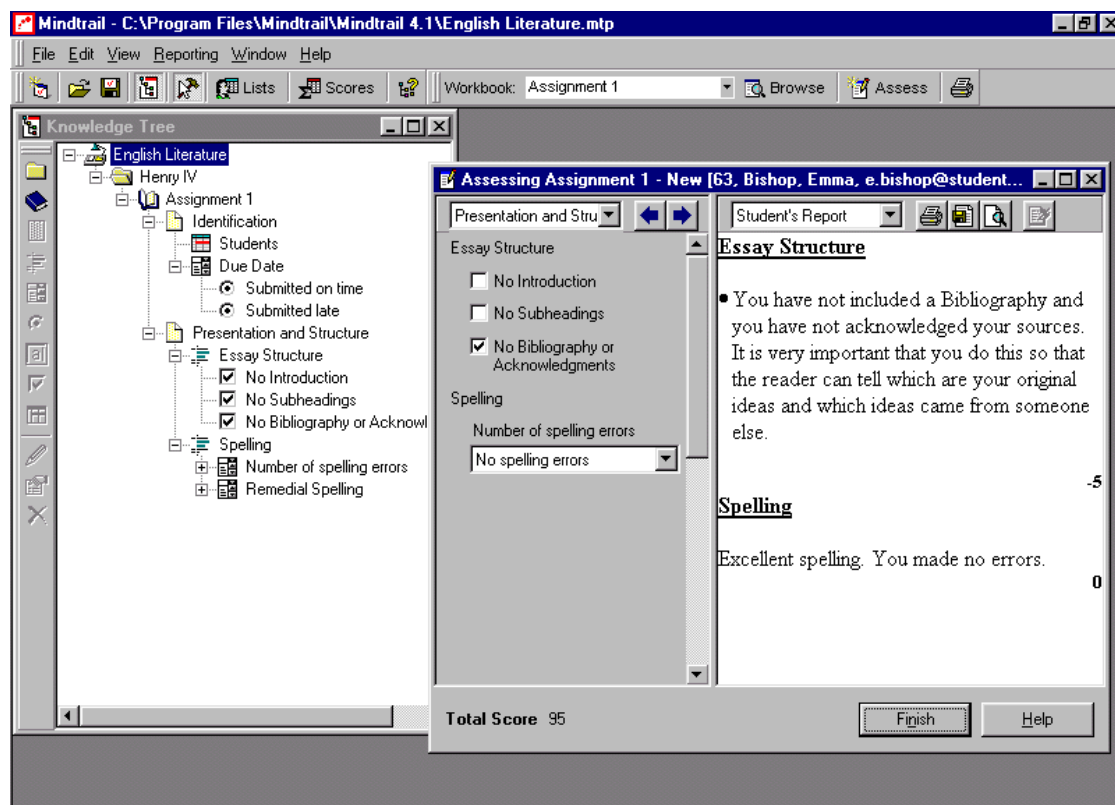 Mindtrail - C:\Program Files\Mindtrail\Mindtrail 4.1\English Literature.mtp
File Edit View Reporting Window Help
Lists Scores Workbook: Assignment 1 Browse Assess
Knowledge Tree
English Literature
Henry IV
Assignment 1
Identification
Students
Due Date
Submitted on time
Submitted late
Presentation and Structure
Essay Structure
No Introduction
No Subheadings
No Bibliography or Acknowl
Spelling
Number of spelling errors
Remedial Spelling
Assessing Assignment 1 - New [63, Bishop, Emma, e.bishop@student...
Presentation and Stru
Essay Structure
No Introduction
No Subheadings
No Bibliography or
Acknowledgments
Spelling
Number of spelling errors
No spelling errors
Student's Report
Essay Structure
• You have not included a Bibliography and
you have not acknowledged your sources.
It is very important that you do this so that
the reader can tell which are your original
ideas and which ideas came from someone
else.
-5
Spelling
Excellent spelling. You made no errors.
0
Total Score 95
Finish Help